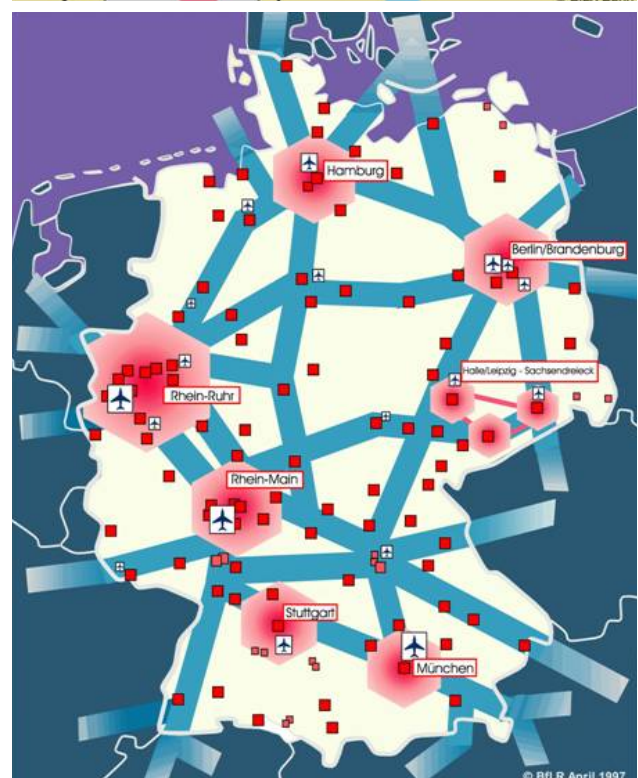 Hamburg
Berlin/Brandenburg
Halle/Leipzig - Sachsendreieck
Rhein-Ruhr
Rhein-Main
Stuttgart
München
© BfLR April 1997